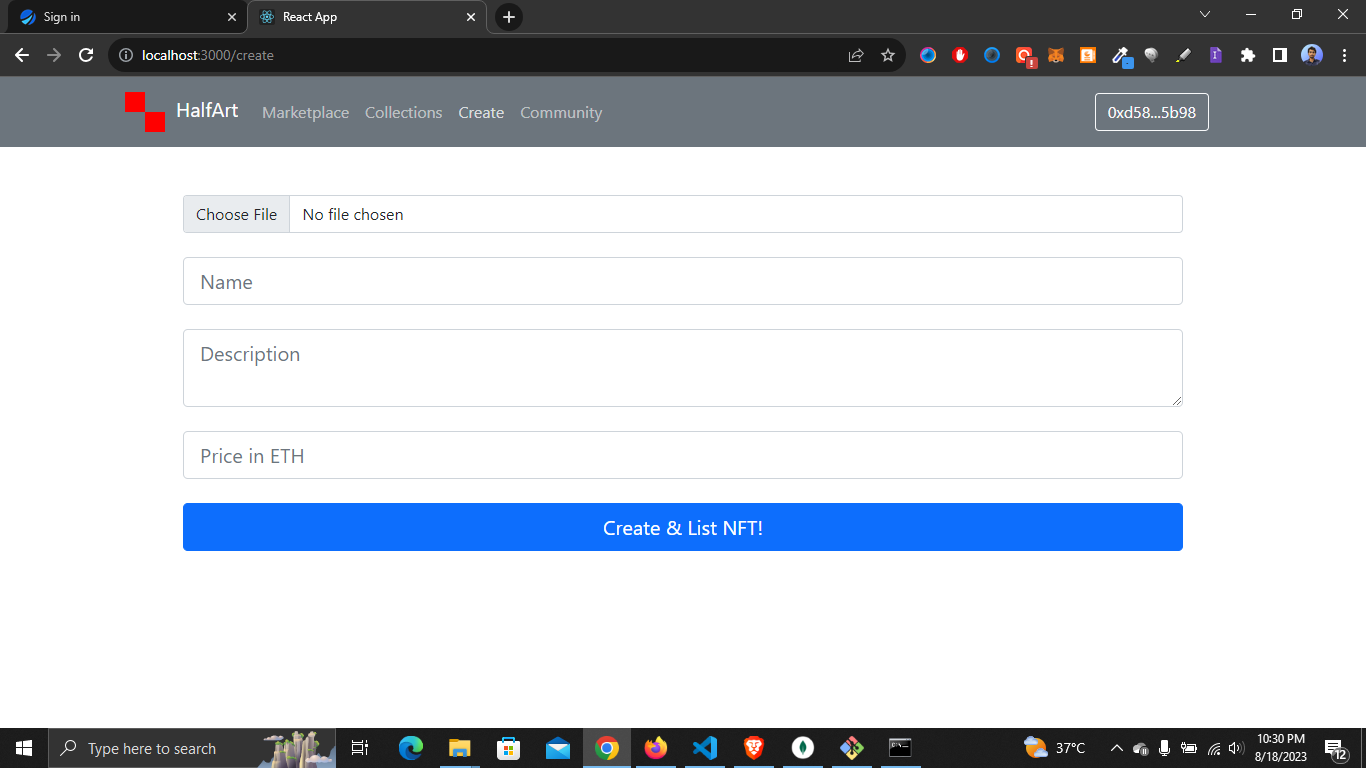 Sign in
React App
localhost:3000/create
HalfArt
Marketplace
Collections
Create
Community
0xd58...5b98
Choose File
No file chosen
Name
Description
Price in ETH
Create & List NFT!
Type here to search
37°C
10:30 PM
8/18/2023
12